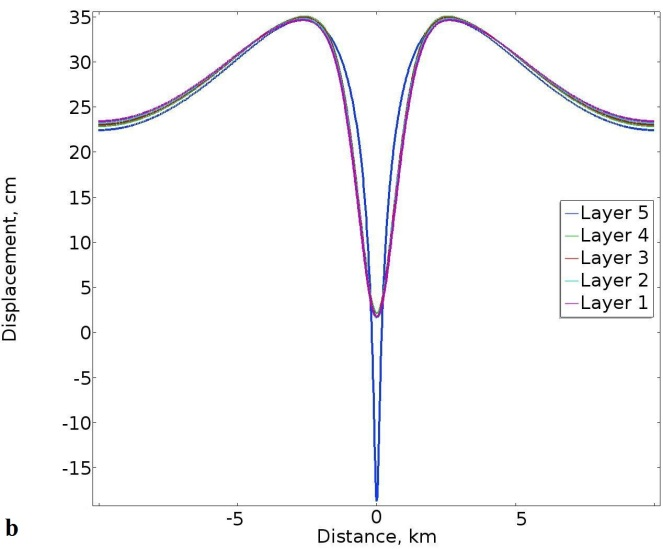 35
30
25
20
15
10
5
0
-5
-10
-15
Displacement, cm
Layer 5
Layer 4
Layer 3
Layer 2
Layer 1
-5 0 5
Distance, km
b